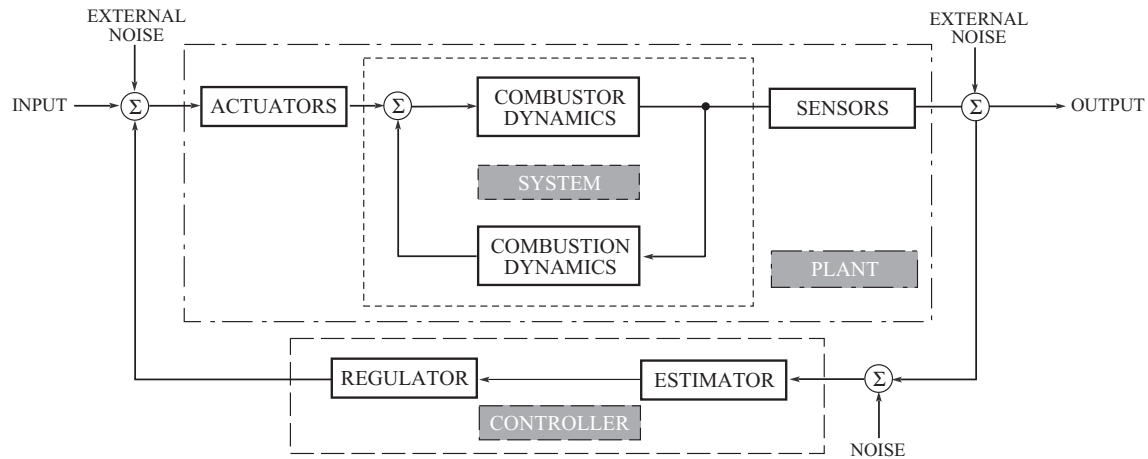 EXTERNAL
NOISE
EXTERNAL
NOISE
INPUT
Σ
ACTUATORS
Σ
COMBUSTOR
DYNAMICS
SENSORS
Σ
OUTPUT
SYSTEM
COMBUSTION
DYNAMICS
PLANT
REGULATOR
ESTIMATOR
Σ
CONTROLLER
NOISE